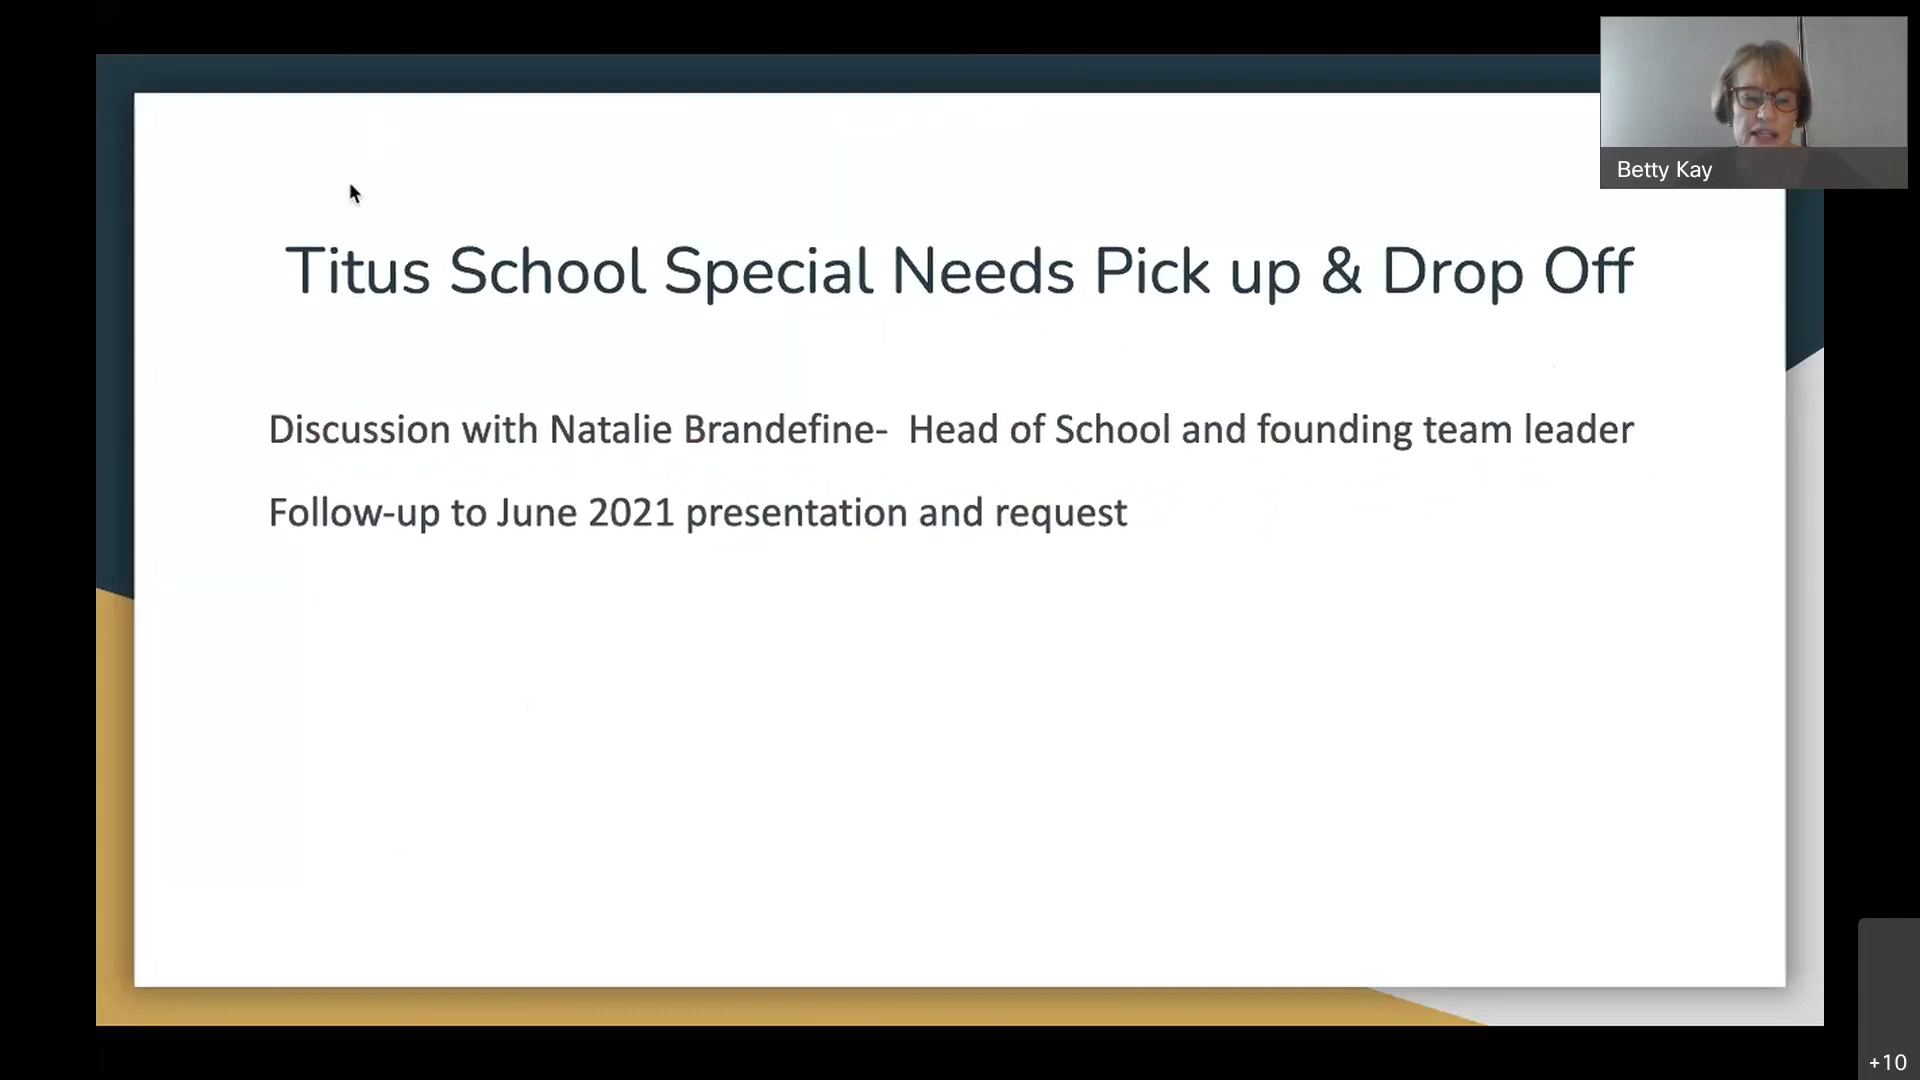 Betty Kay
Titus School Special Needs Pick up & Drop Off
Discussion with Natalie Brandefine-  Head of School and founding team leader
Follow-up to June 2021 presentation and request
+10